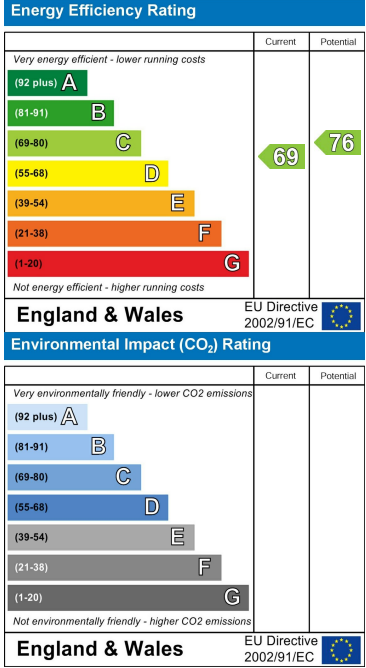 Energy Efficiency Rating
Current Potential
Very energy efficient - lower running costs
(92 plus) A
(81-91) B
(69-80) C
(55-68) D
(39-54) E
(21-38) F
(1-20) G
69 76
Not energy efficient - higher running costs
England & Wales
EU Directive
2002/91/EC
Environmental Impact (CO₂) Rating
Current Potential
Very environmentally friendly - lower CO2 emissions
(92 plus) A
(81-91) B
(69-80) C
(55-68) D
(39-54) E
(21-38) F
(1-20) G
Not environmentally friendly - higher CO2 emissions
England & Wales
EU Directive
2002/91/EC